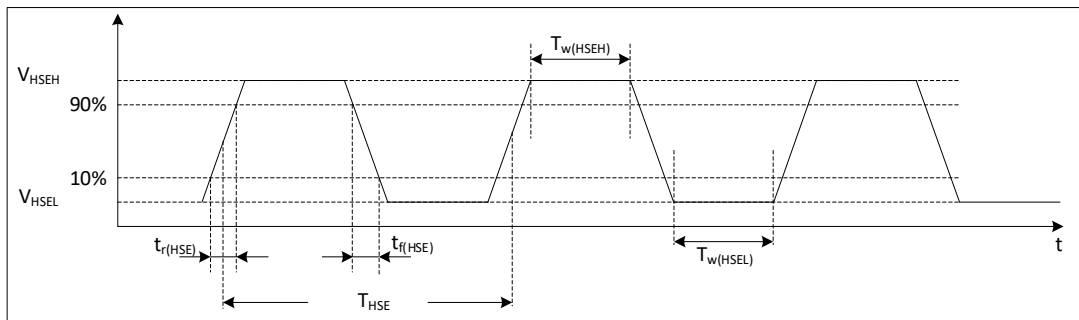 T_w(HSEH)
V_HSEH
90%
10%
V_HSEL
t_r(HSE)
t_f(HSE)
T_HSE
T_w(HSEL)
t